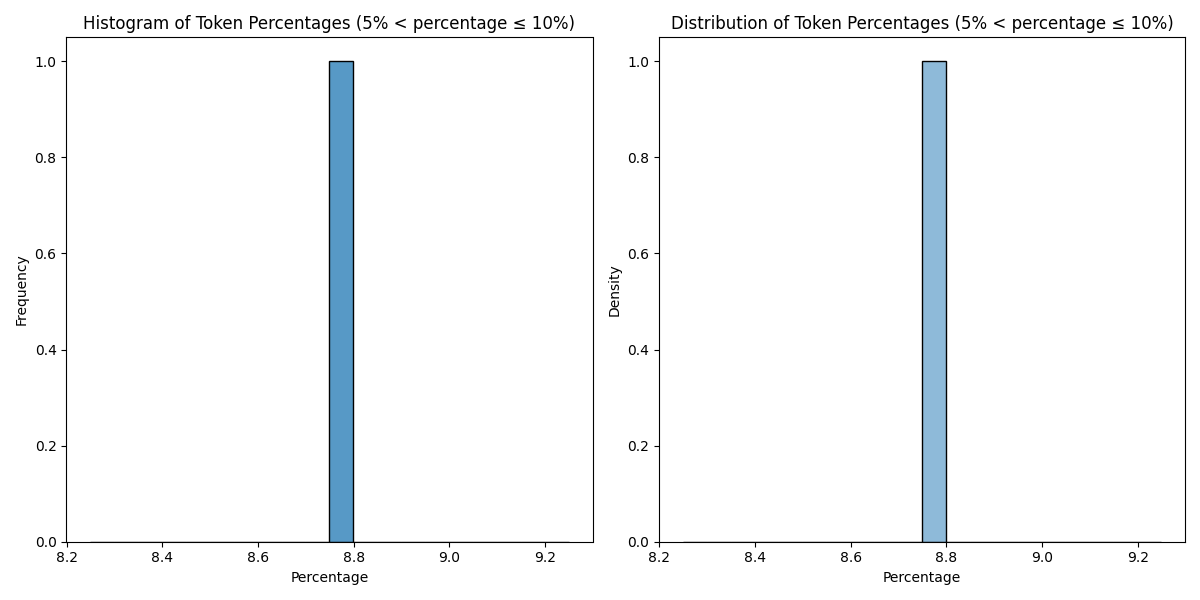 Histogram of Token Percentages (5% < percentage ≤ 10%)
Frequency
1.0
0.8
0.6
0.4
0.2
0.0
8.2 8.4 8.6 8.8 9.0 9.2
Percentage
Distribution of Token Percentages (5% < percentage ≤ 10%)
Density
1.0
0.8
0.6
0.4
0.2
0.0
8.2 8.4 8.6 8.8 9.0 9.2
Percentage